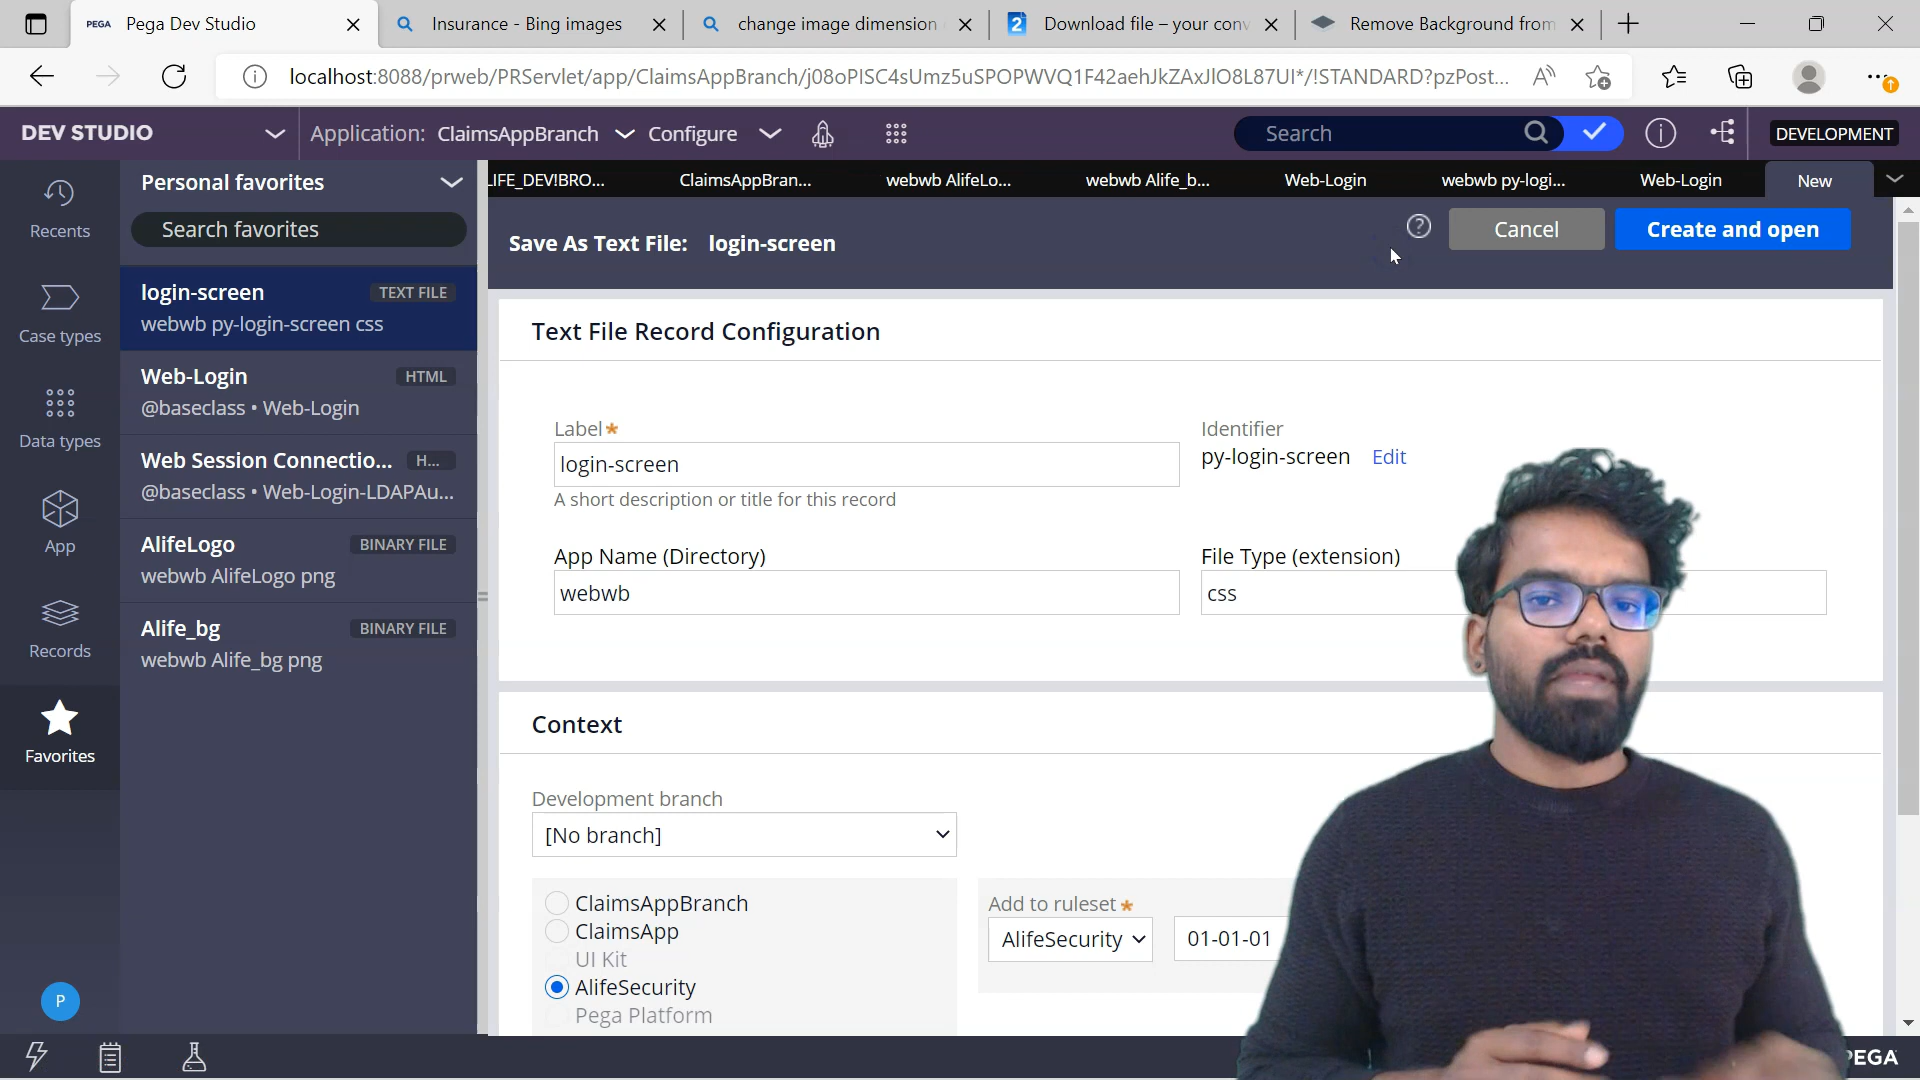 PEGA Pega Dev Studio
Insurance - Bing images
change image dimension
2 Download file – your conv
Remove Background from
localhost:8088/prweb/PRServlet/app/ClaimsAppBranch/j08oPISC4sUmz5uSPOPWVQ1F42aehJkZAxJlO8L87UI*/!STANDARD?pzPost...
DEV STUDIO
Application: ClaimsAppBranch
Configure
Search
DEVELOPMENT
Recents
Case types
Data types
App
Records
Favorites
P
Personal favorites
Search favorites
login-screen TEXT FILE
webwb py-login-screen css
Web-Login HTML
@baseclass • Web-Login
Web Session Connectio... H...
@baseclass • Web-Login-LDAPAu...
AlifeLogo BINARY FILE
webwb AlifeLogo png
Alife_bg BINARY FILE
webwb Alife_bg png
LIFE_DEV!BRO...
ClaimsAppBran...
webwb AlifeLo...
webwb Alife_b...
Web-Login
webwb py-logi...
Web-Login
New
Save As Text File: login-screen
Cancel
Create and open
Text File Record Configuration
Label*
login-screen
A short description or title for this record
Identifier
py-login-screen Edit
App Name (Directory)
webwb
File Type (extension)
css
Context
Development branch
[No branch]
ClaimsAppBranch
ClaimsApp
UI Kit
AlifeSecurity
Pega Platform
Add to ruleset*
AlifeSecurity
01-01-01
PEGA